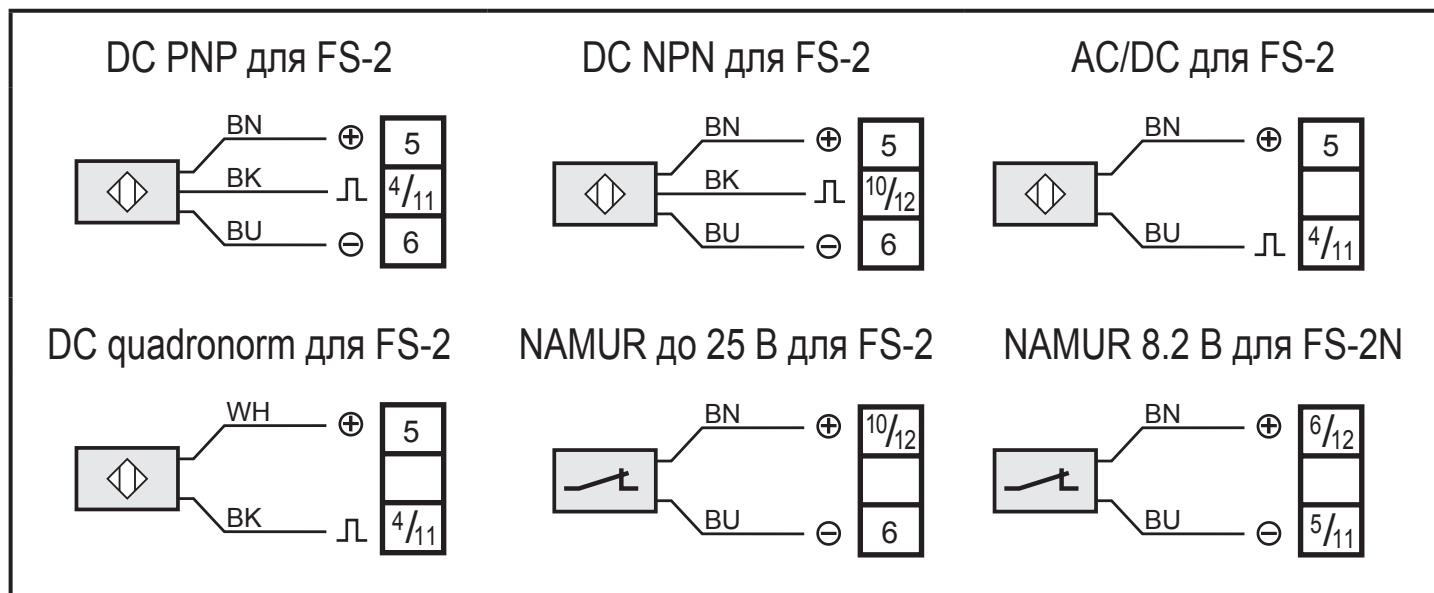 DC PNP для FS-2
BN ⊕ 5
BK ⎍ 4/11
BU ⊖ 6
DC NPN для FS-2
BN ⊕ 5
BK ⎍ 10/12
BU ⊖ 6
AC/DC для FS-2
BN ⊕ 5
BU ⎍ 4/11
DC quadronorm для FS-2
WH ⊕ 5
BK ⎍ 4/11
NAMUR до 25 В для FS-2
BN ⊕ 10/12
BU ⊖ 6
NAMUR 8.2 В для FS-2N
BN ⊕ 6/12
BU ⊖ 5/11